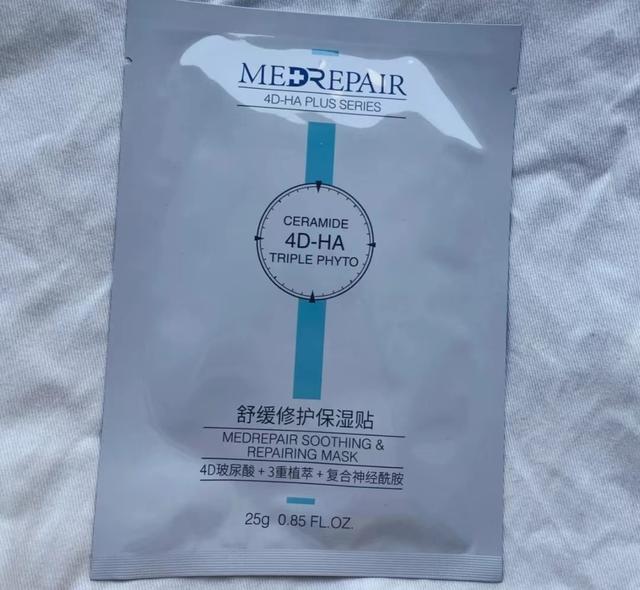 MEDREPAIR
4D-HA PLUS SERIES
CERAMIDE
4D-HA
TRIPLE PHYTO
舒缓修护保湿贴
MEDREPAIR SOOTHING &
REPAIRING MASK
4D玻尿酸+3重植萃+复合神经酰胺
25g 0.85 FL.OZ.